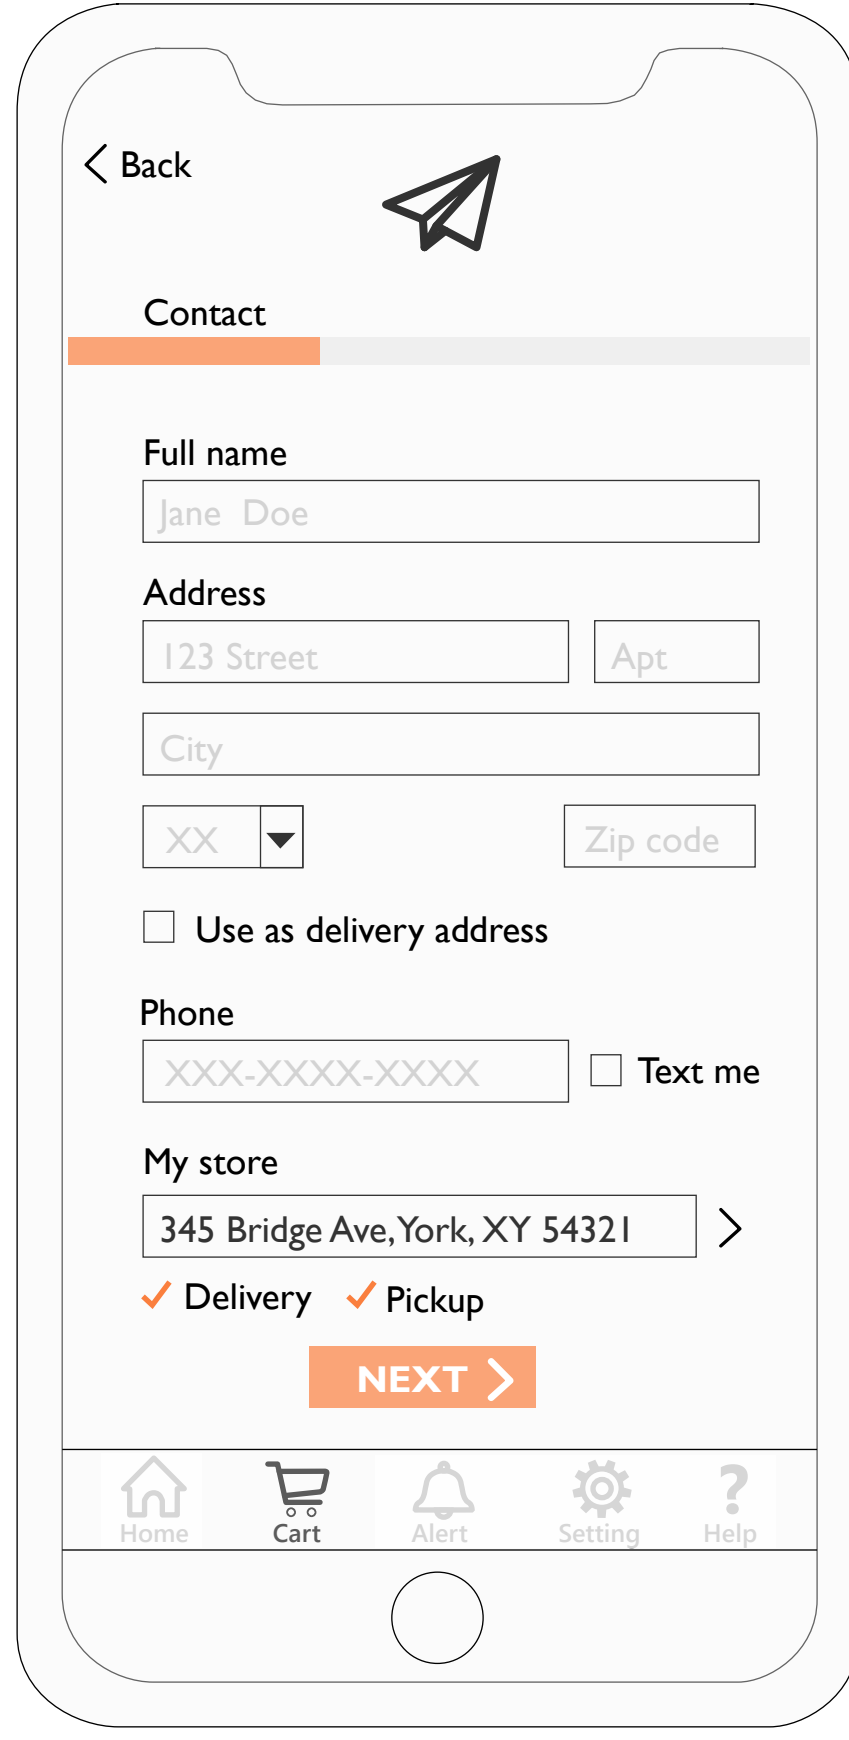 Back
Contact
Full name
Jane Doe
Address
123 Street Apt
City
XX Zip code
Use as delivery address
Phone
XXX-XXXX-XXXX Text me
My store
345 Bridge Ave, York, XY 54321
Delivery Pickup
NEXT
Home Cart Alert Setting Help